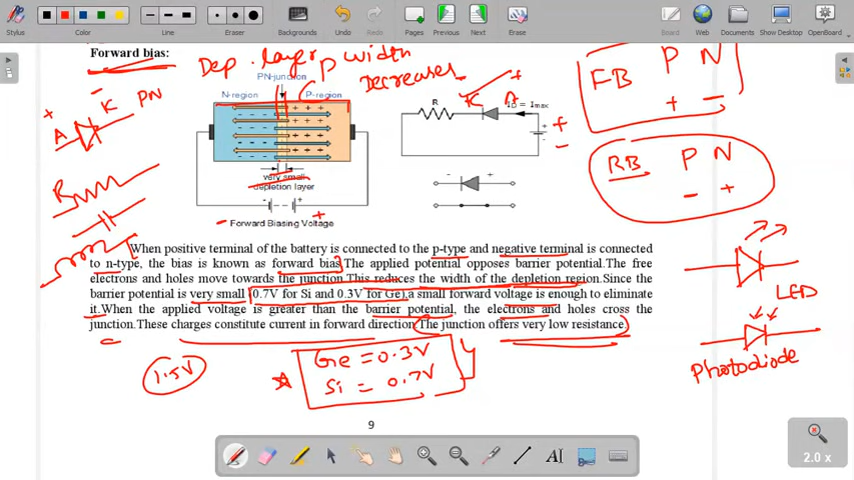 Stylus Color Eraser Backgrounds Undo Redo Previous Next Erase Board Web Documents Show Desktop OpenBoard
Forward bias:
Dep. layer width
Decreases
P
PN-junction
N-region P-region
K PN
A
+
-
R
K A
+
-
IB = Imax
+
-
very small
depletion layer
- +
- +
Forward Biasing Voltage
- +
R
FB P N
+ -
RB P N
- +
LED
Photodiode
When positive terminal of the battery is connected to the p-type and negative terminal is connected
to n-type, the bias is known as forward bias.The applied potential opposes barrier potential.The free
electrons and holes move towards the junction.This reduces the width of the depletion region.Since the
barrier potential is very small (0.7V for Si and 0.3V for Ge),a small forward voltage is enough to eliminate
it.When the applied voltage is greater than the barrier potential, the electrons and holes cross the
junction.These charges constitute current in forward direction.The junction offers very low resistance.
1.5V
Ge = 0.3V
Si = 0.7V
9
2.0 x